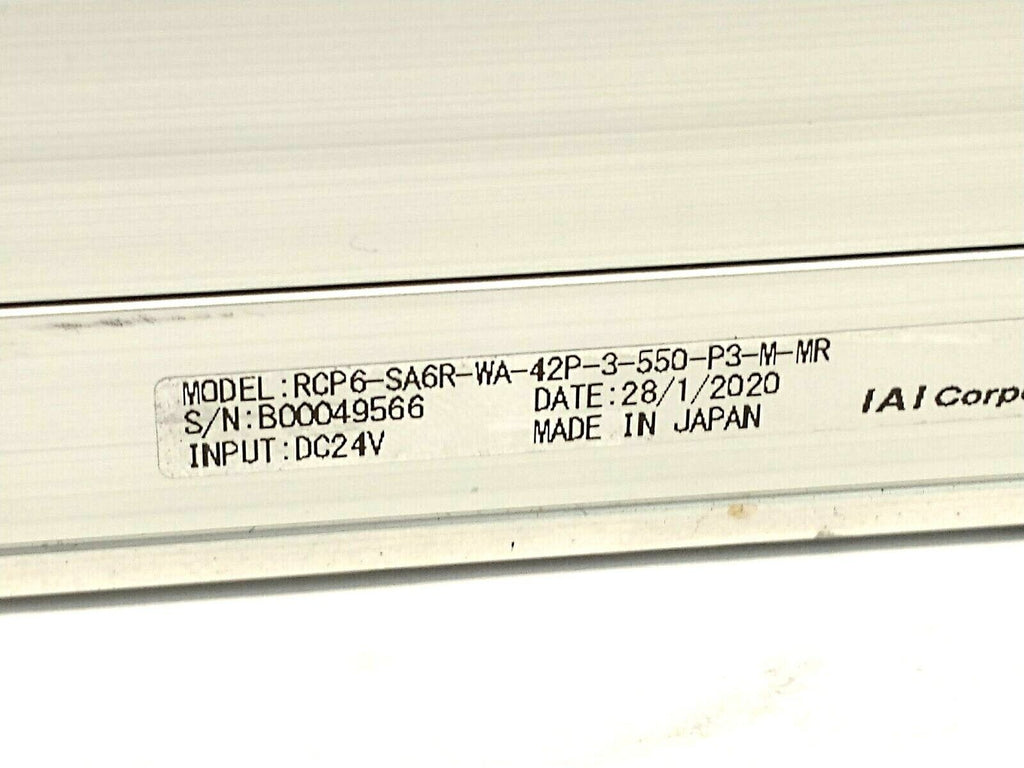 MODEL:RCP6-SA6R-WA-42P-3-550-P3-M-MR
S/N:B00049566 DATE:28/1/2020
INPUT:DC24V MADE IN JAPAN
IAI Corpo